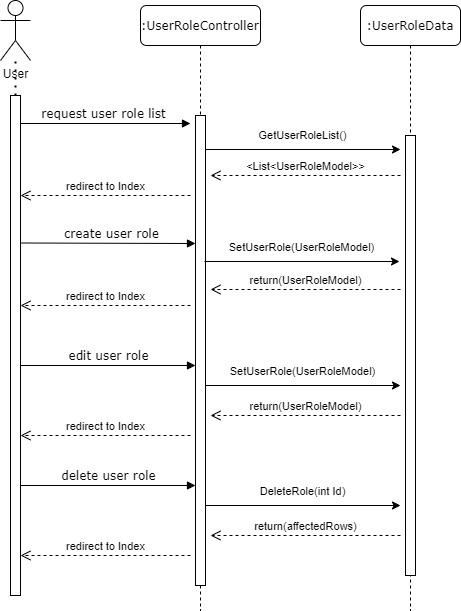 :UserRoleController
:UserRoleData
User
request user role list
GetUserRoleList()
<List<UserRoleModel>>
redirect to Index
create user role
SetUserRole(UserRoleModel)
return(UserRoleModel)
redirect to Index
edit user role
SetUserRole(UserRoleModel)
return(UserRoleModel)
redirect to Index
delete user role
DeleteRole(int Id)
return(affectedRows)
redirect to Index